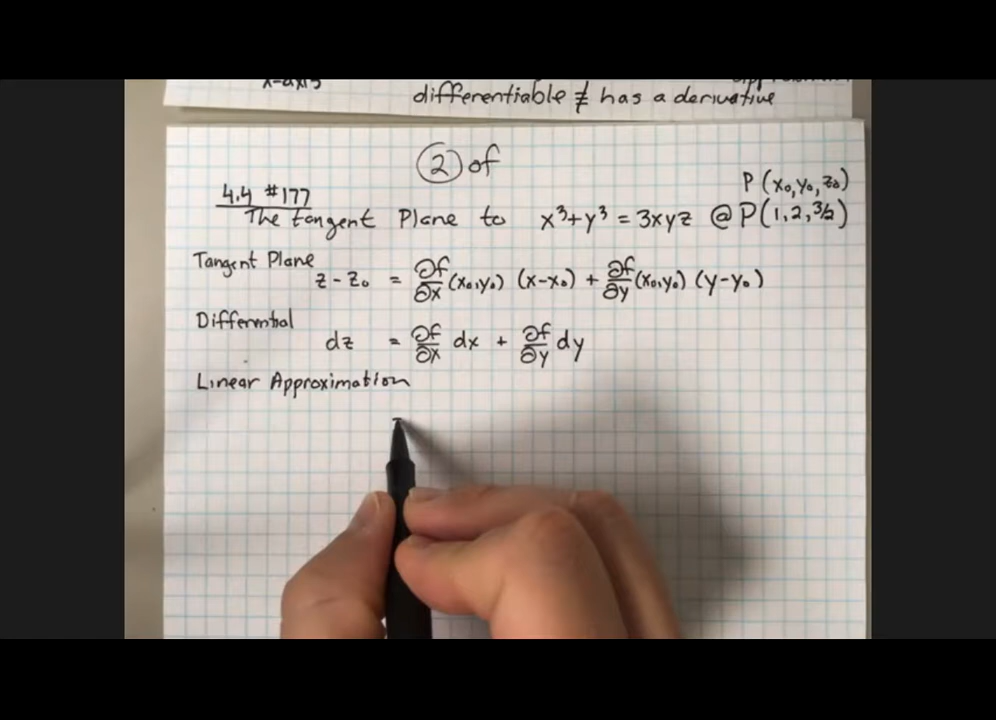 differentiable ≠ has a derivative
② of
P(x₀,y₀,z₀)
4.4 #177
The tangent Plane to x³+y³ = 3xyz @ P(1,2,3/2)
Tangent Plane
z - z₀ = ∂f/∂x (x₀,y₀) (x-x₀) + ∂f/∂y (x₀,y₀) (y-y₀)
Differential
dz = ∂f/∂x dx + ∂f/∂y dy
Linear Approximation